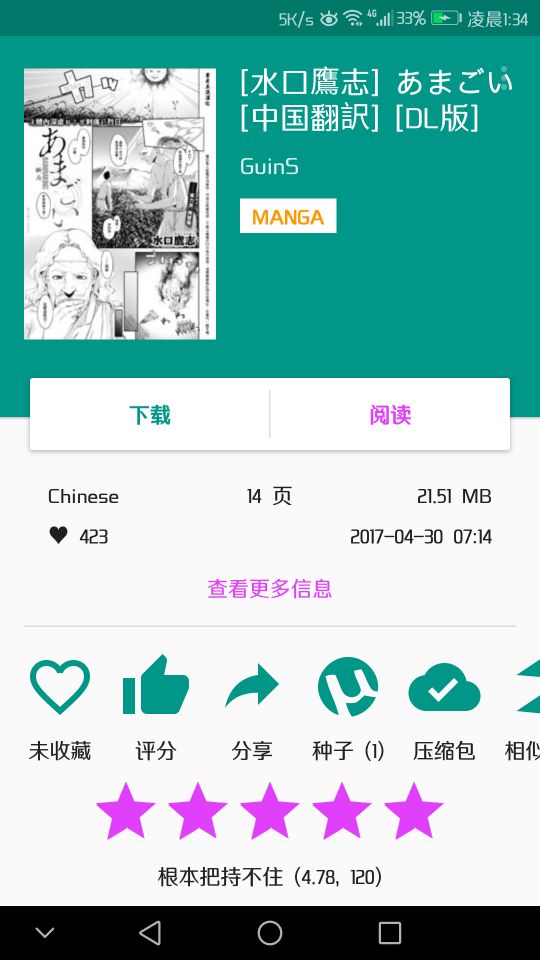 5K/s 4G 33% 凌晨1:34
[水口鷹志] あまごい
[中国翻訳] [DL版]
GuinS
MANGA
あまごい
水口鷹志
下载 阅读
Chinese 14 页 21.51 MB
423 2017-04-30 07:14
查看更多信息
未收藏 评分 分享 种子 (1) 压缩包 相似
根本把持不住 (4.78, 120)